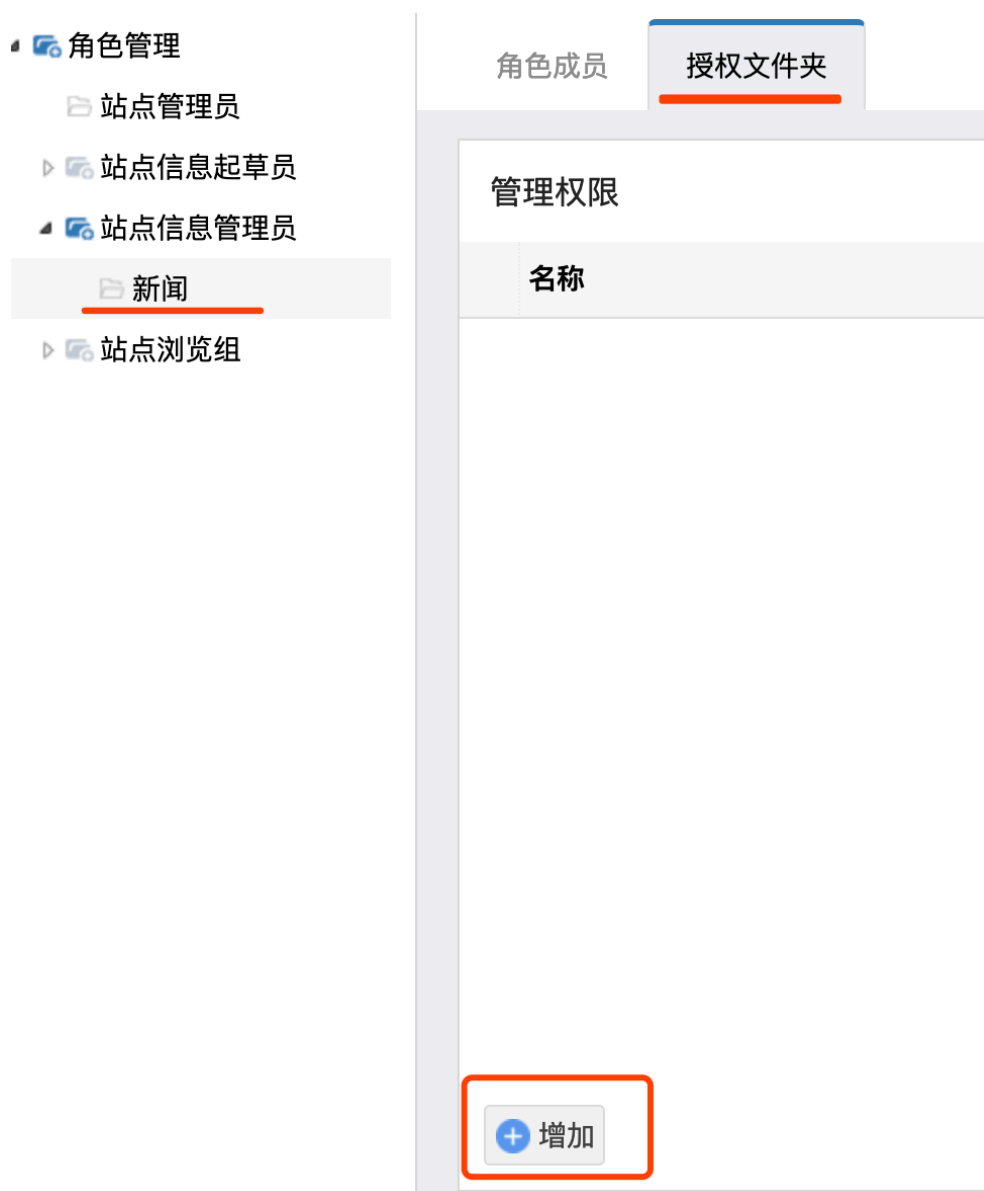 角色管理
站点管理员
站点信息起草员
站点信息管理员
新闻
站点浏览组
角色成员
授权文件夹
管理权限
名称
增加